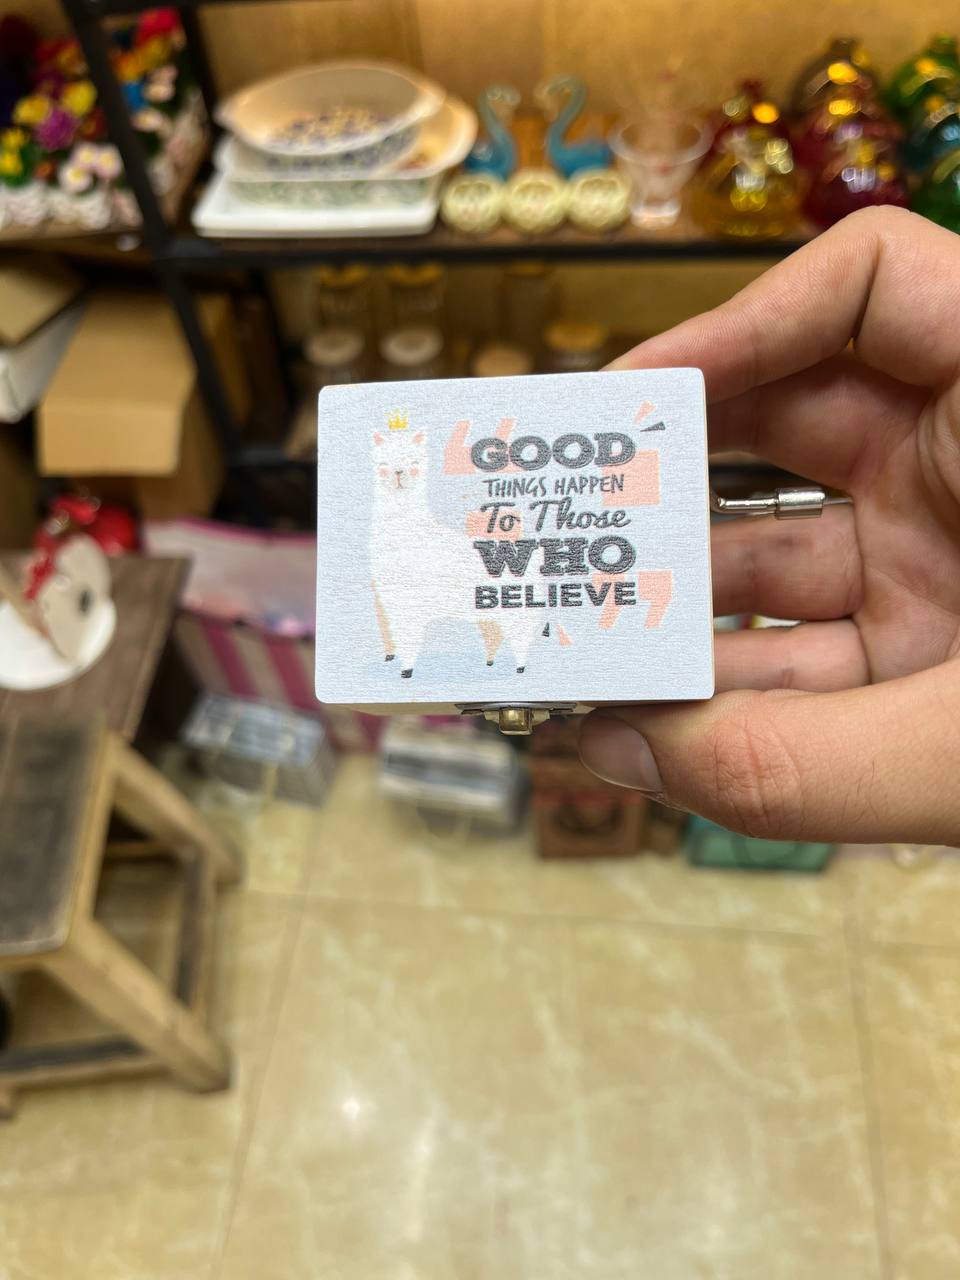 GOOD
THINGS HAPPEN
To Those
WHO
BELIEVE